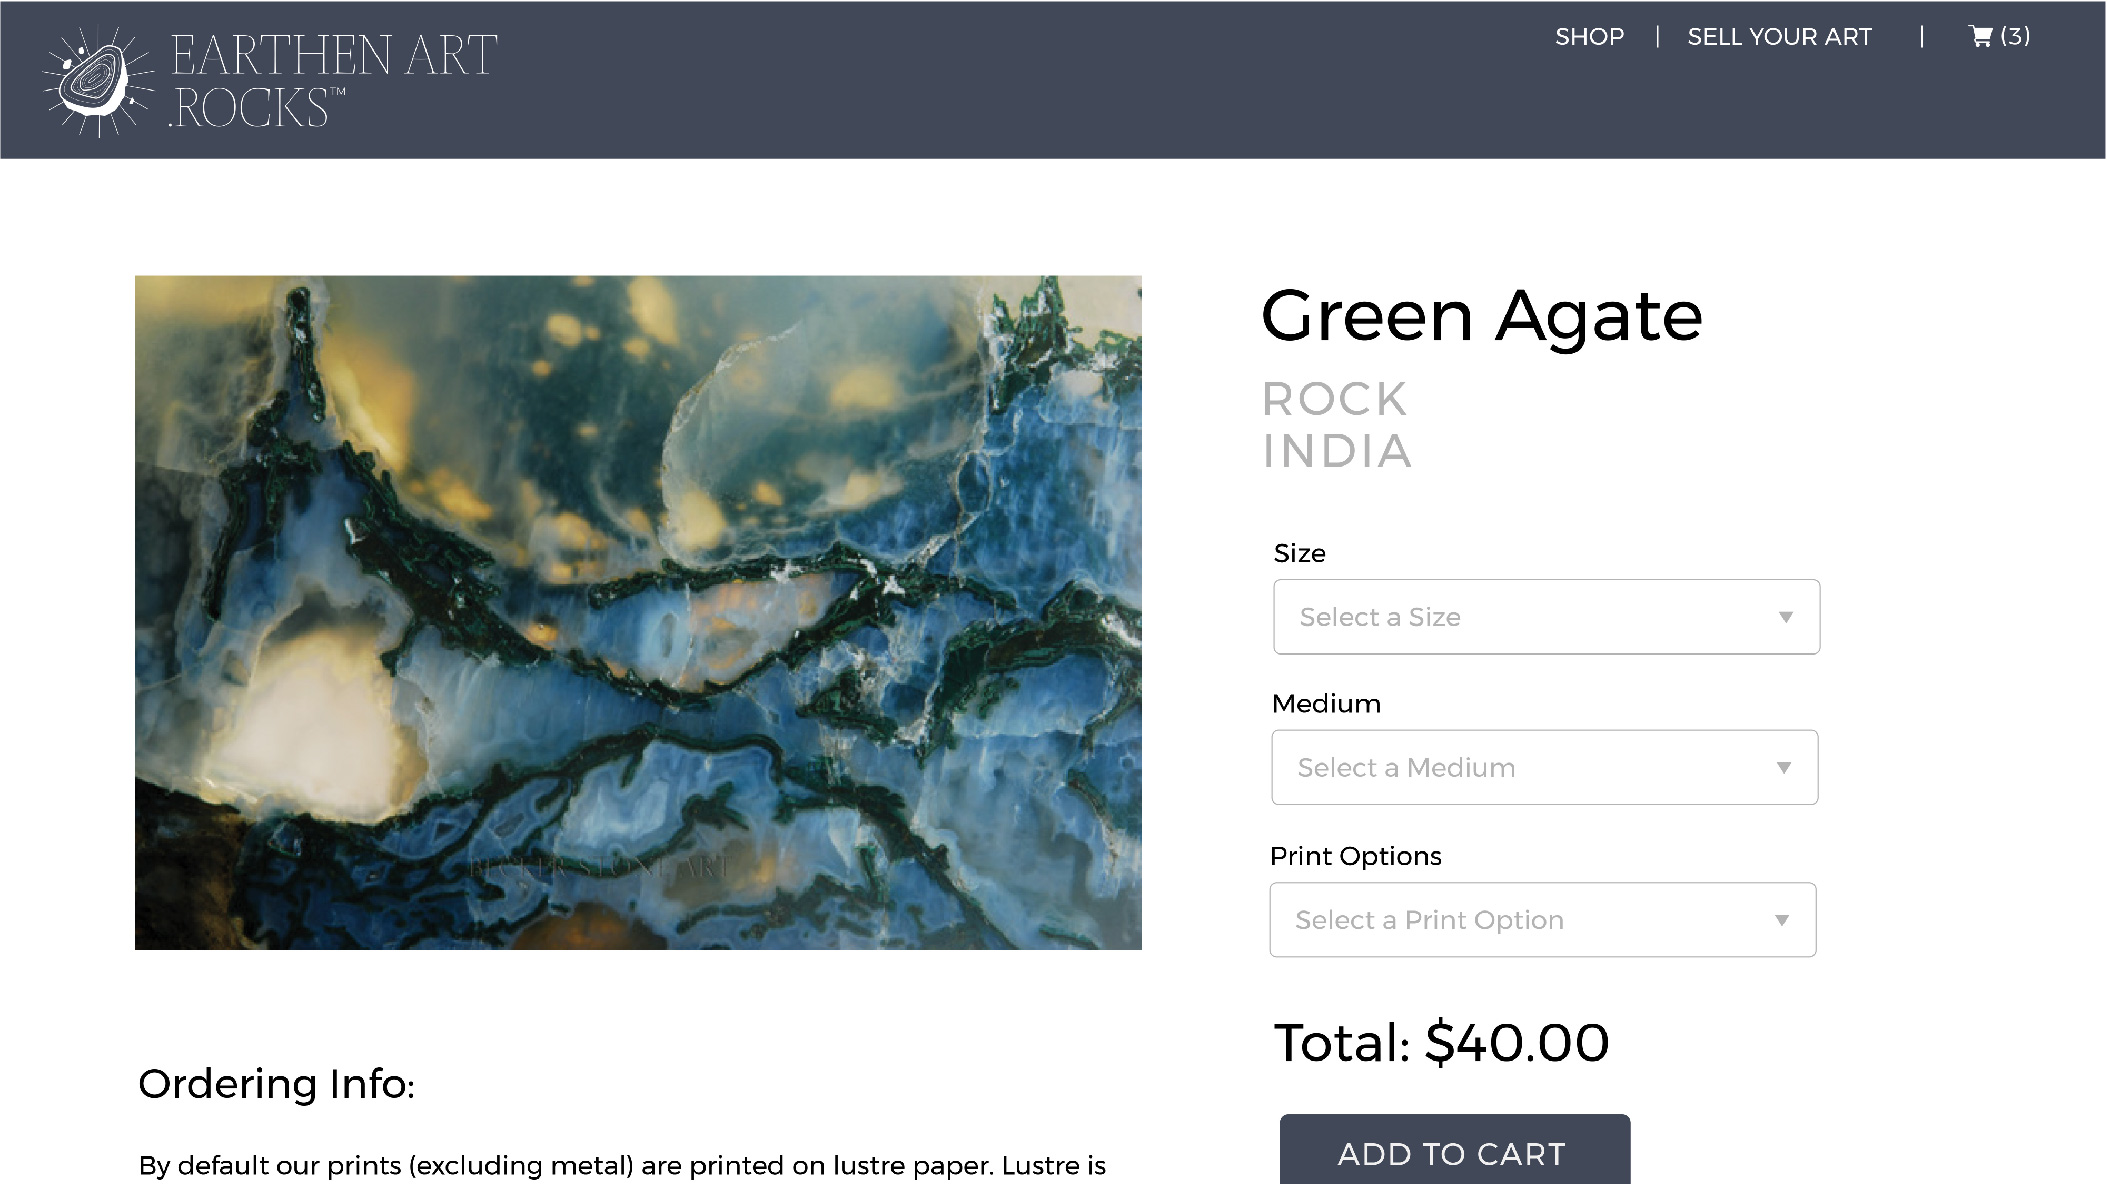 EARTHEN ART
.ROCKS™
SHOP | SELL YOUR ART | (3)
Green Agate
ROCK
INDIA
Size
Select a Size
Medium
Select a Medium
Print Options
Select a Print Option
Total: $40.00
ADD TO CART
BECKER STONE ART
Ordering Info:
By default our prints (excluding metal) are printed on lustre paper. Lustre is